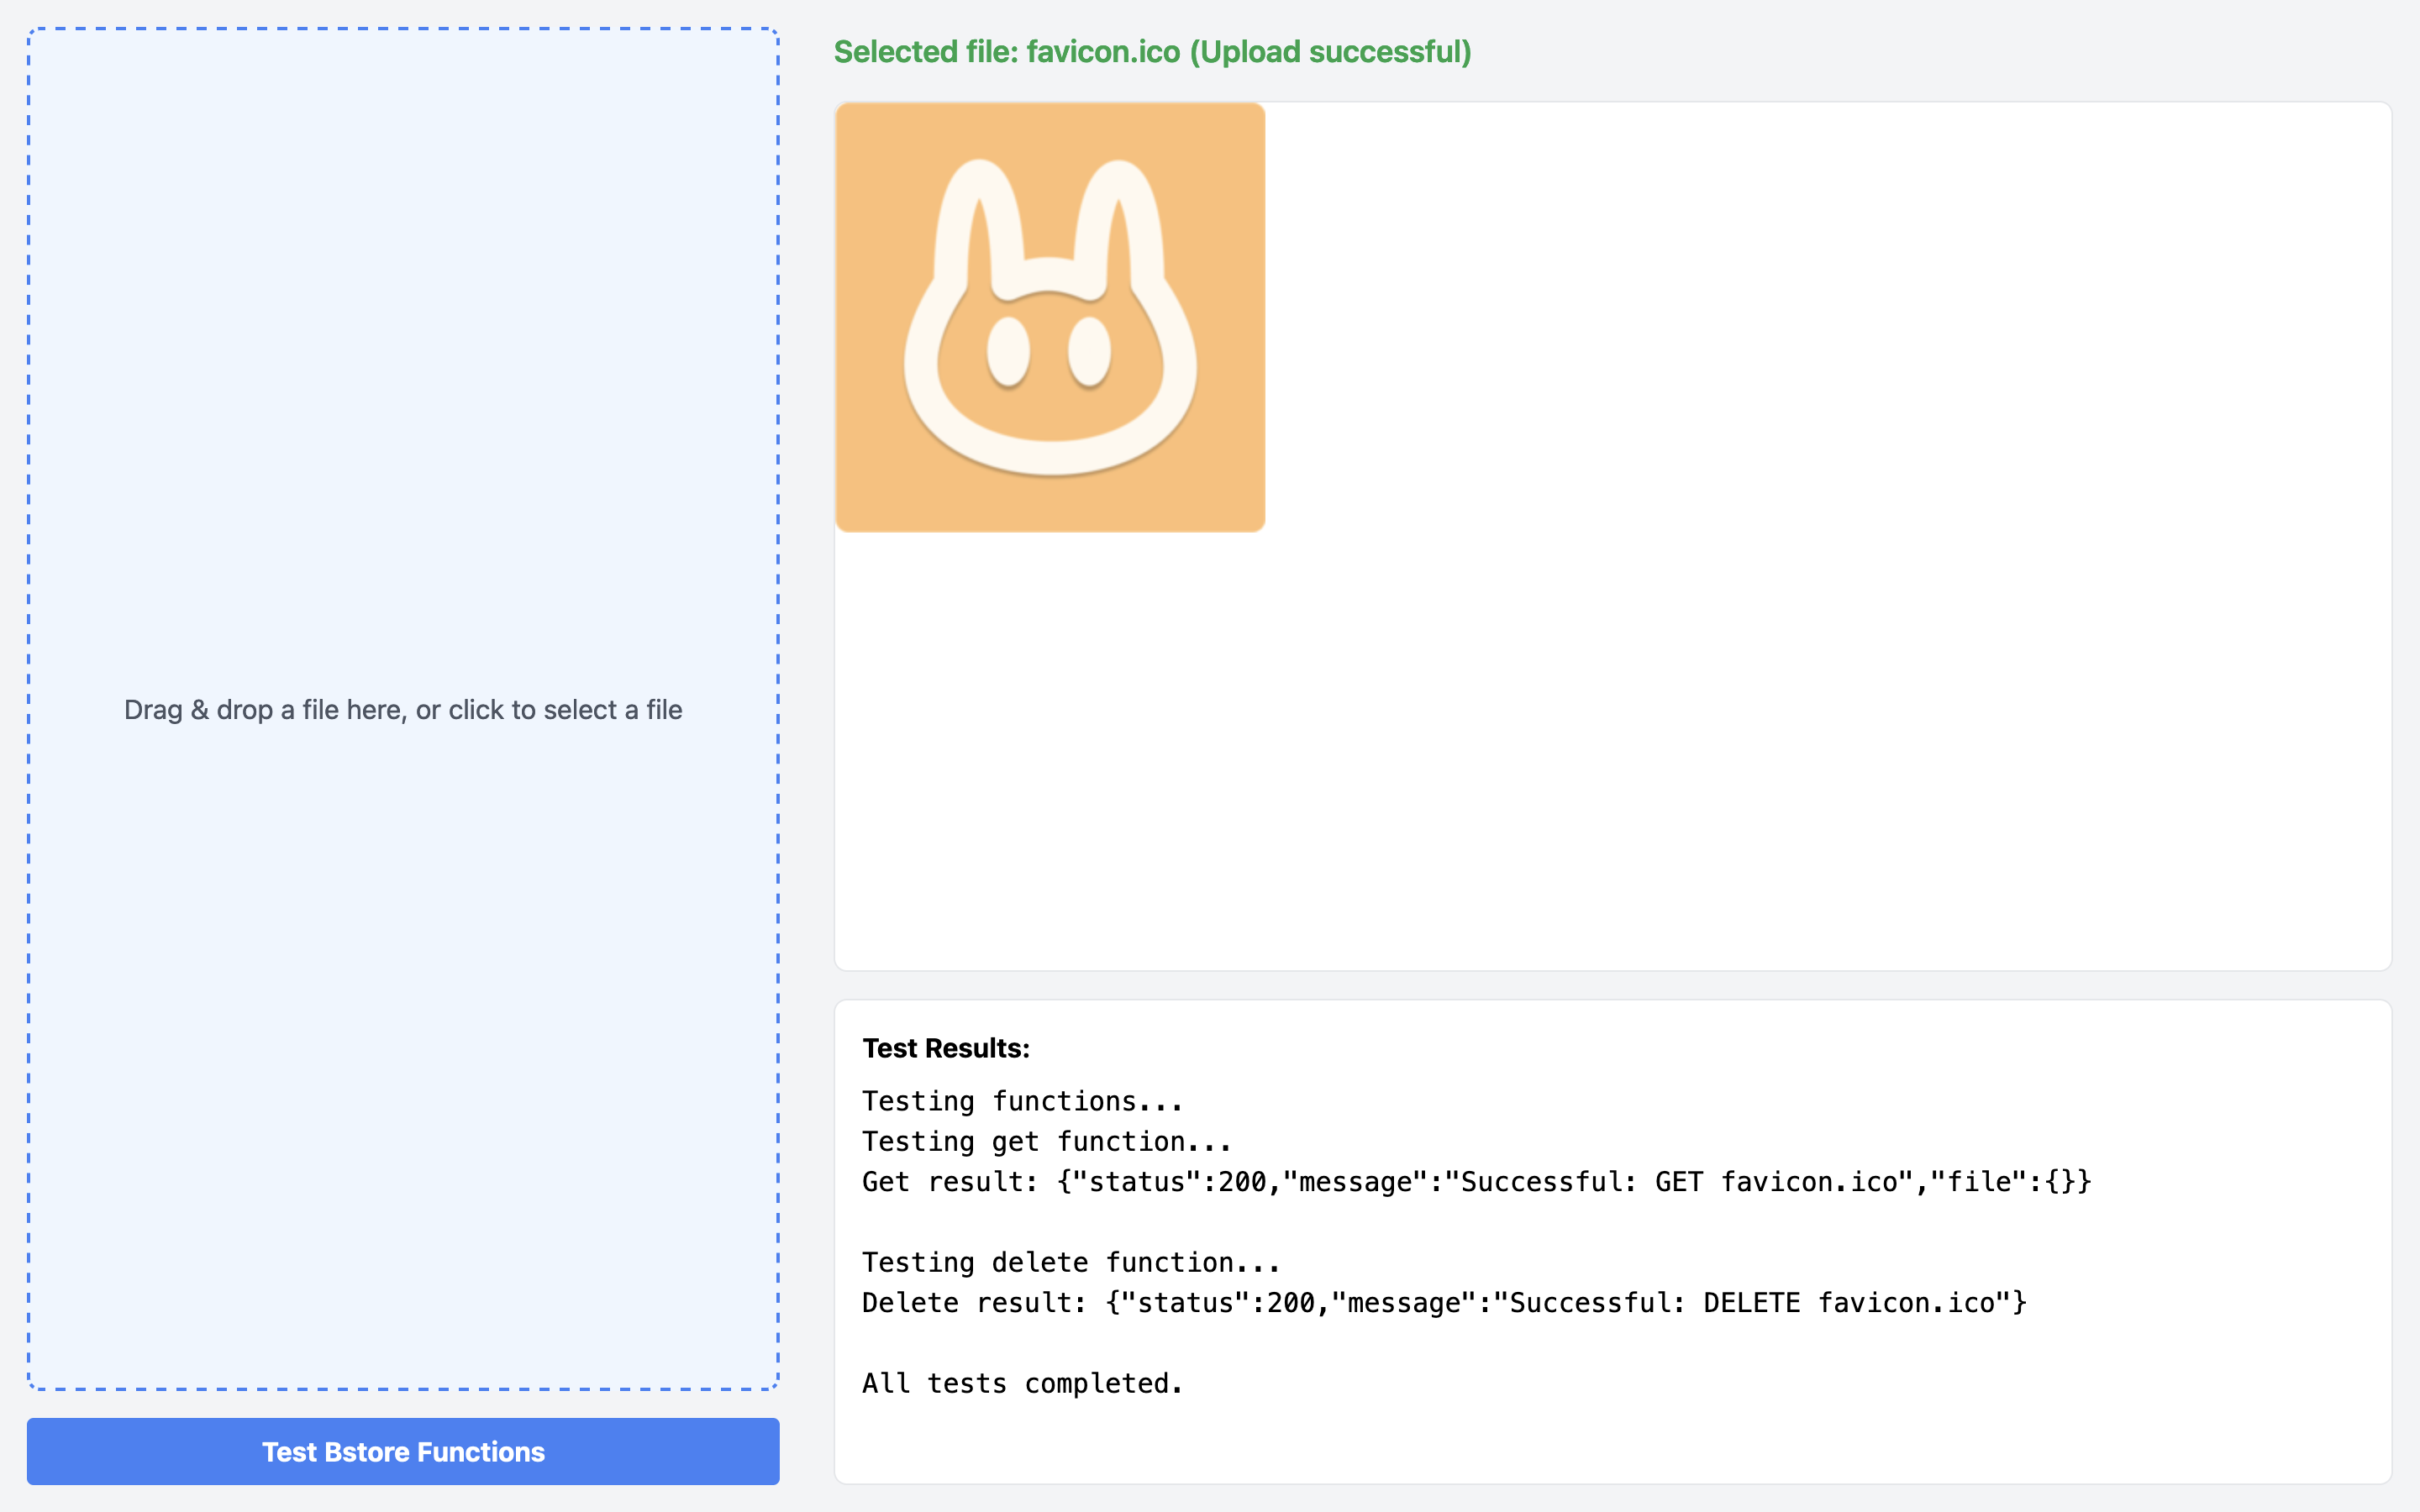 Drag & drop a file here, or click to select a file
Test Bstore Functions
Selected file: favicon.ico (Upload successful)
Test Results:
Testing functions...
Testing get function...
Get result: {"status":200,"message":"Successful: GET favicon.ico","file":{}}
Testing delete function...
Delete result: {"status":200,"message":"Successful: DELETE favicon.ico"}
All tests completed.